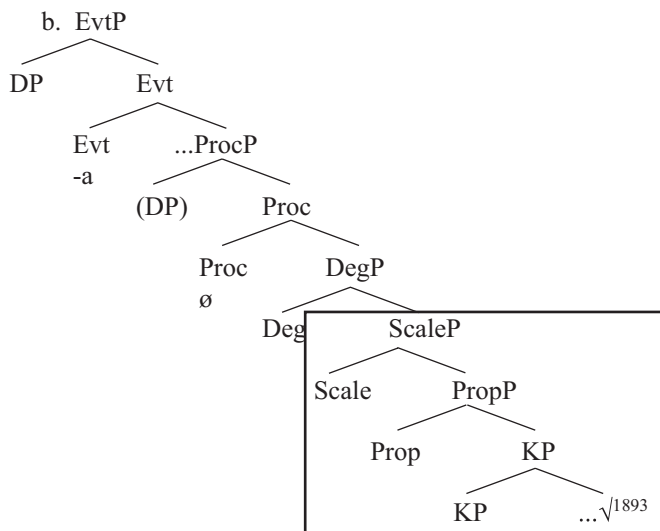 b. EvtP
DP Evt
Evt ...ProcP
-a
(DP) Proc
Proc DegP
ø
Deg ScaleP
Scale PropP
Prop KP
KP ...√1893